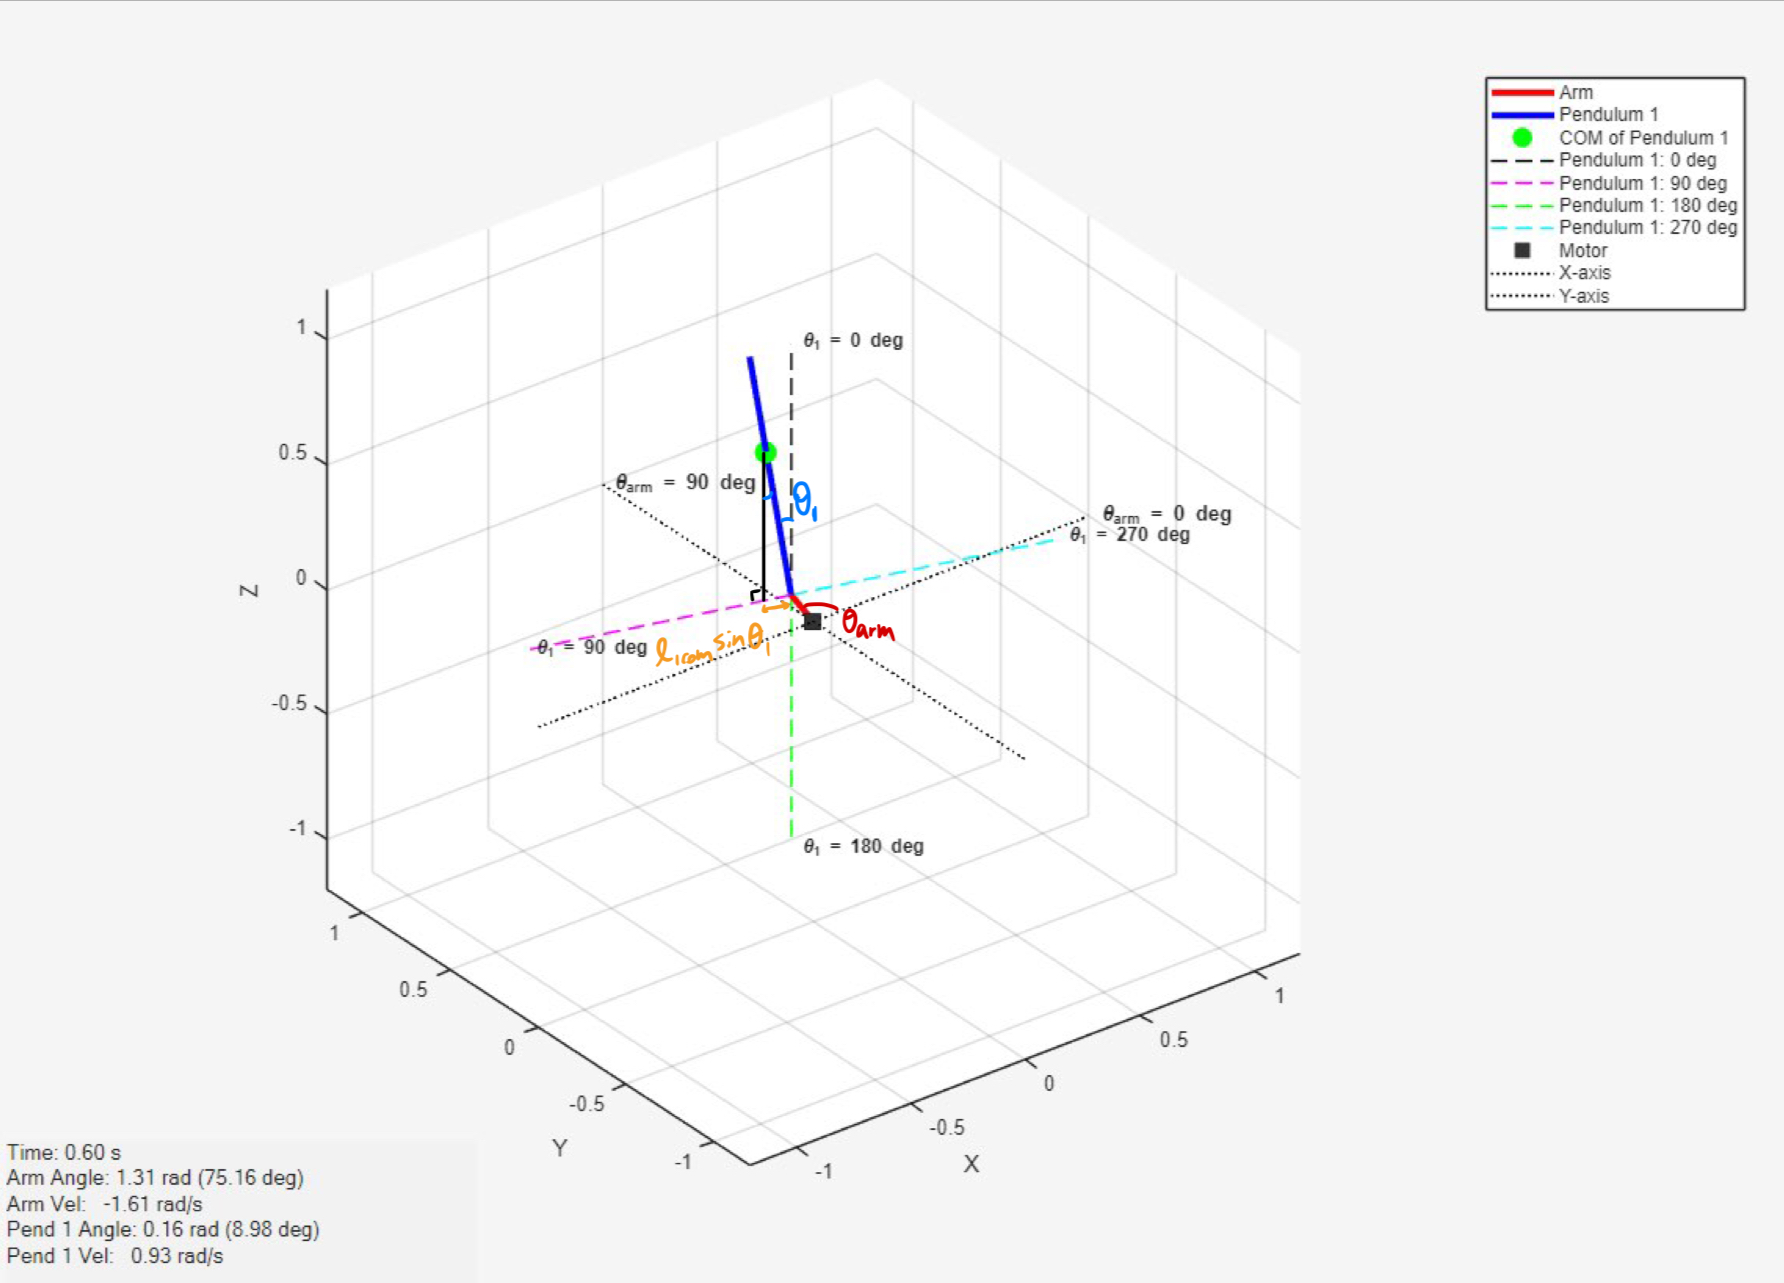 Arm
Pendulum 1
COM of Pendulum 1
Pendulum 1: 0 deg
Pendulum 1: 90 deg
Pendulum 1: 180 deg
Pendulum 1: 270 deg
Motor
X-axis
Y-axis
1
0.5
0
-0.5
-1
Z
θ₁ = 0 deg
θarm = 90 deg
θ₁
θarm = 0 deg
θ₁ = 270 deg
θarm
θ₁ = 90 deg
l₁com sinθ₁
θ₁ = 180 deg
1
0.5
0
-0.5
-1
Y
-1
-0.5
0
0.5
1
X
Time: 0.60 s
Arm Angle: 1.31 rad (75.16 deg)
Arm Vel: -1.61 rad/s
Pend 1 Angle: 0.16 rad (8.98 deg)
Pend 1 Vel: 0.93 rad/s